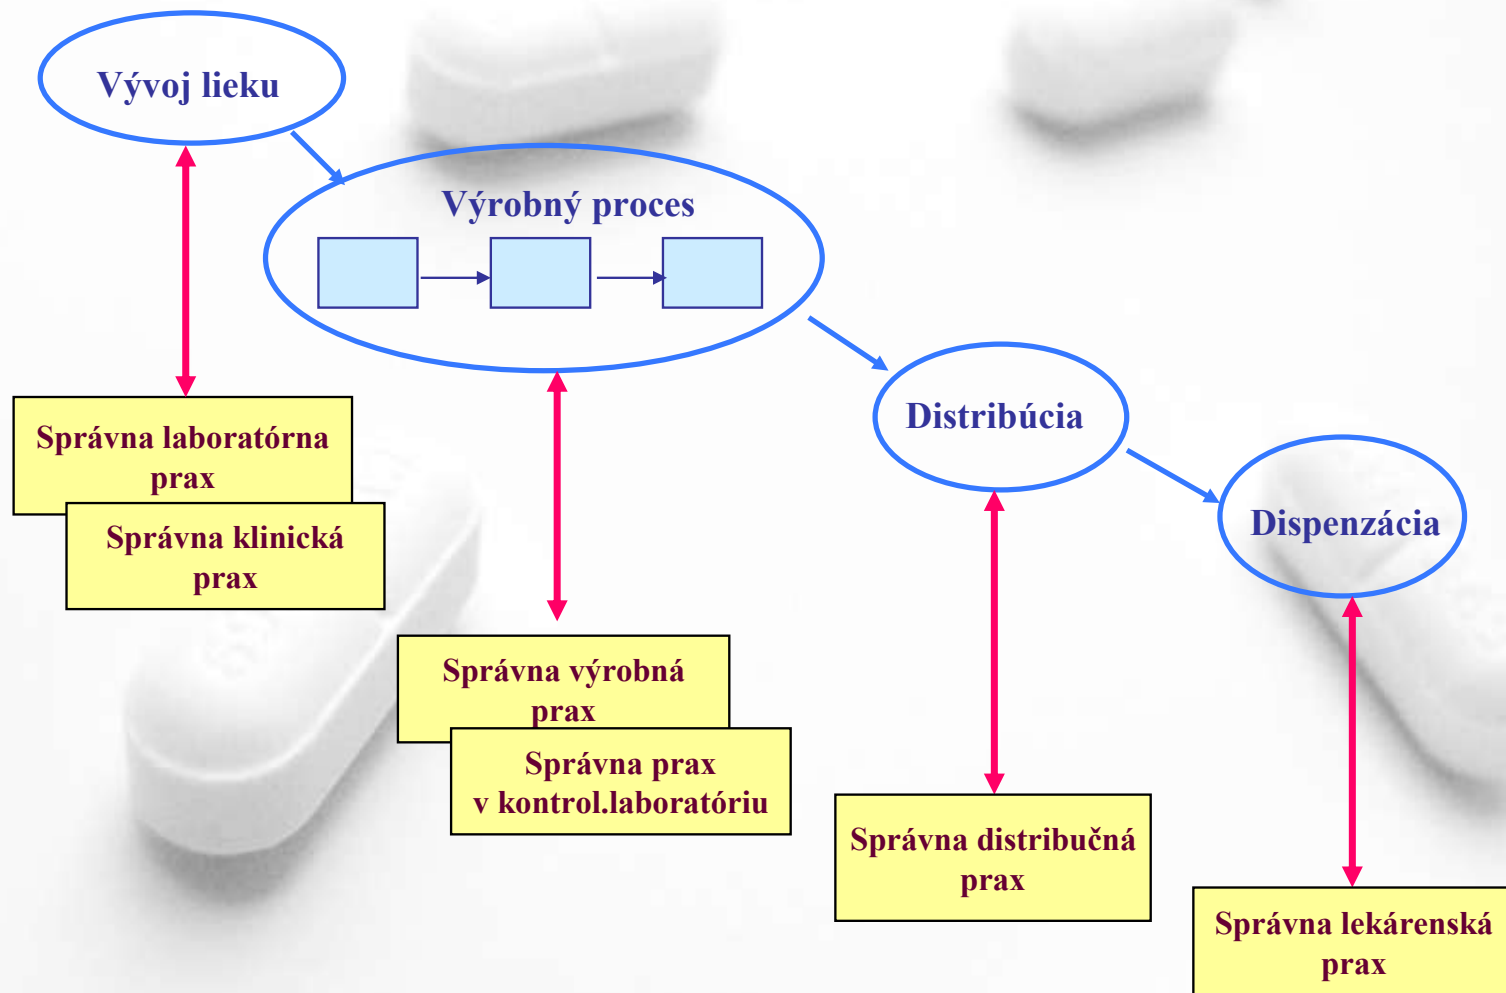 Vývoj lieku
Výrobný proces
Distribúcia
Dispenzácia
Správna laboratórna
prax
Správna klinická
prax
Správna výrobná
prax
Správna prax
v kontrol.laboratóriu
Správna distribučná
prax
Správna lekárenská
prax